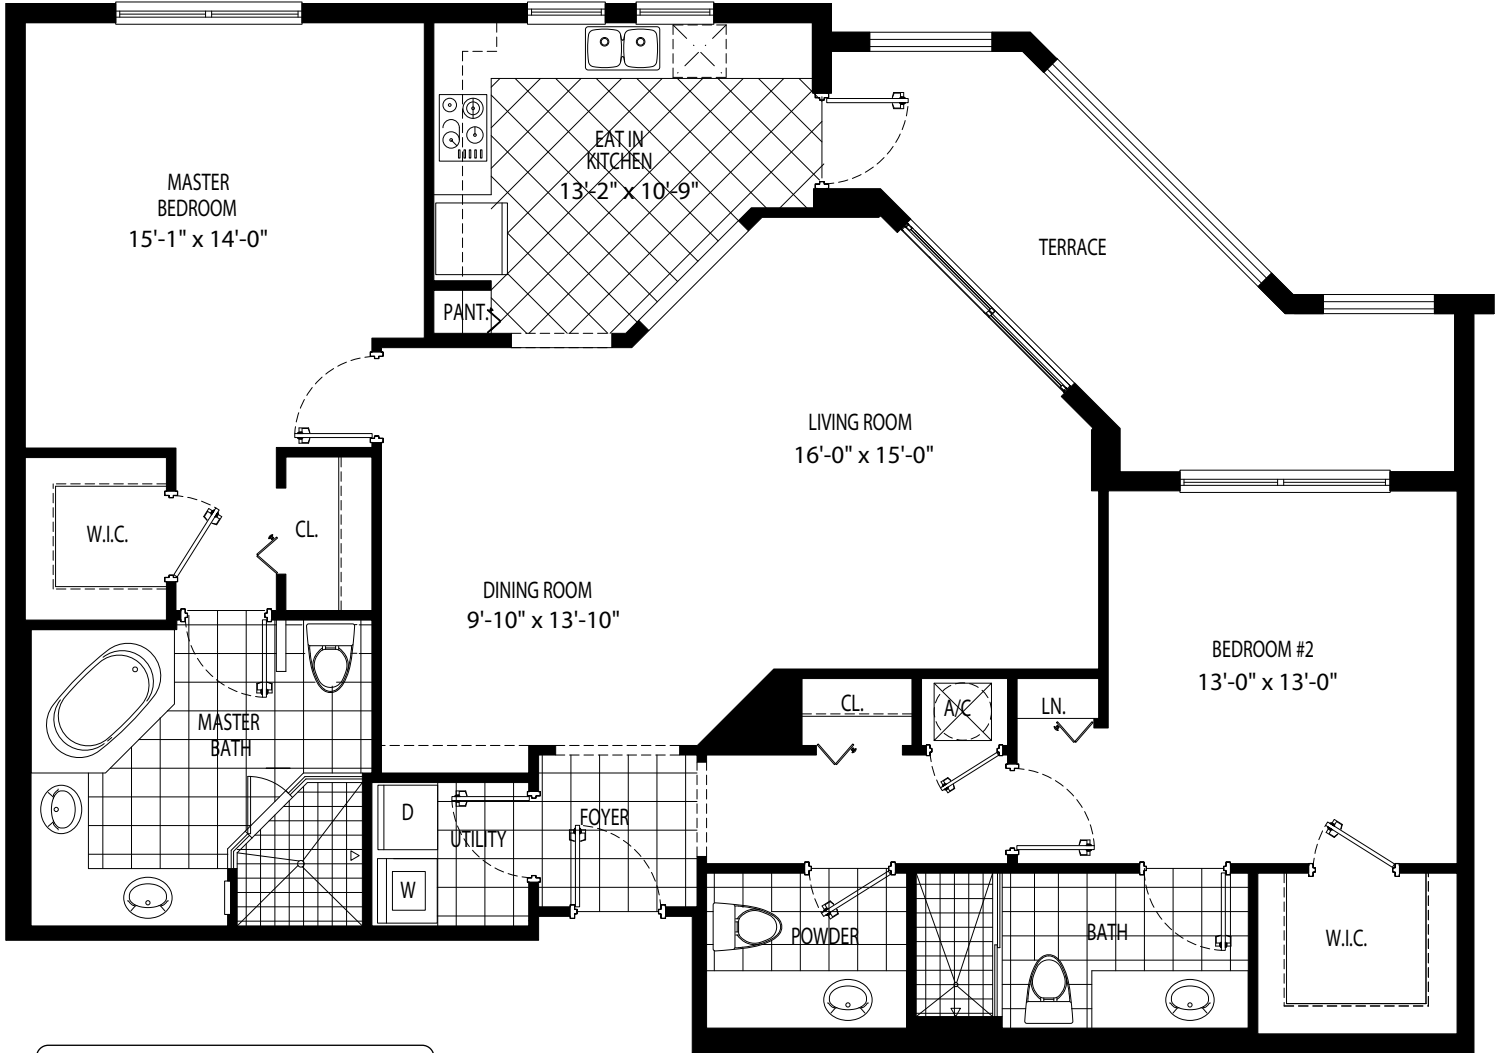 MASTER
BEDROOM
15'-1" x 14'-0"
EAT IN
KITCHEN
13'-2" x 10'-9"
PANT.
TERRACE
LIVING ROOM
16'-0" x 15'-0"
W.I.C.
CL.
DINING ROOM
9'-10" x 13'-10"
BEDROOM #2
13'-0" x 13'-0"
MASTER
BATH
CL.
A/C
LN.
D
UTILITY
FOYER
W
POWDER
BATH
W.I.C.